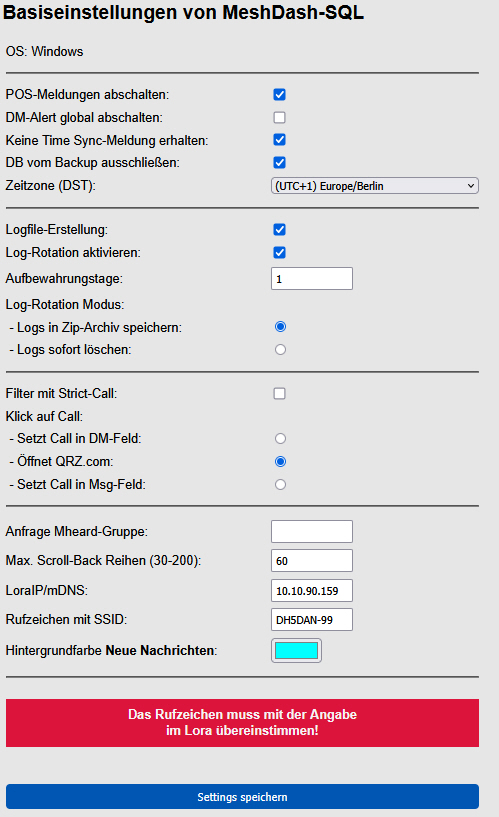 Basiseinstellungen von MeshDash-SQL
OS: Windows
POS-Meldungen abschalten:
DM-Alert global abschalten:
Keine Time Sync-Meldung erhalten:
DB vom Backup ausschließen:
Zeitzone (DST): (UTC+1) Europe/Berlin
Logfile-Erstellung:
Log-Rotation aktivieren:
Aufbewahrungstage: 1
Log-Rotation Modus:
- Logs in Zip-Archiv speichern:
- Logs sofort löschen:
Filter mit Strict-Call:
Klick auf Call:
- Setzt Call in DM-Feld:
- Öffnet QRZ.com:
- Setzt Call in Msg-Feld:
Anfrage Mheard-Gruppe:
Max. Scroll-Back Reihen (30-200): 60
LoraIP/mDNS: 10.10.90.159
Rufzeichen mit SSID: DH5DAN-99
Hintergrundfarbe Neue Nachrichten:
Das Rufzeichen muss mit der Angabe
im Lora übereinstimmen!
Settings speichern